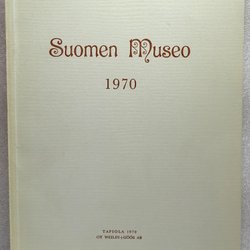 Suomen Museo
1970
TAPIOLA 1970
OY WEILIN+GÖÖS AB